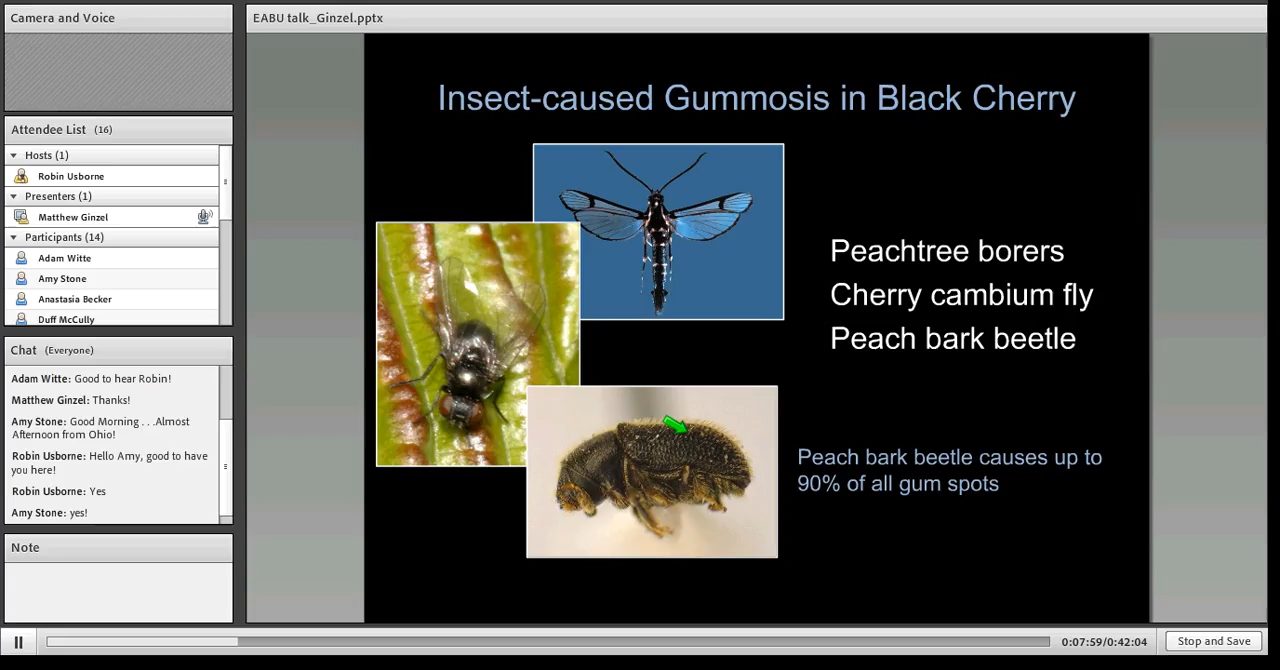 Camera and Voice
Attendee List (16)
Hosts (1)
Robin Usborne
Presenters (1)
Matthew Ginzel
Participants (14)
Adam Witte
Amy Stone
Anastasia Becker
Duff McCully
Chat (Everyone)
Adam Witte: Good to hear Robin!
Matthew Ginzel: Thanks!
Amy Stone: Good Morning . . .Almost
Afternoon from Ohio!
Robin Usborne: Hello Amy, good to have
you here!
Robin Usborne: Yes
Amy Stone: yes!
Note
EABU talk_Ginzel.pptx
Insect-caused Gummosis in Black Cherry
Peachtree borers
Cherry cambium fly
Peach bark beetle
Peach bark beetle causes up to
90% of all gum spots
0:07:59/0:42:04
Stop and Save